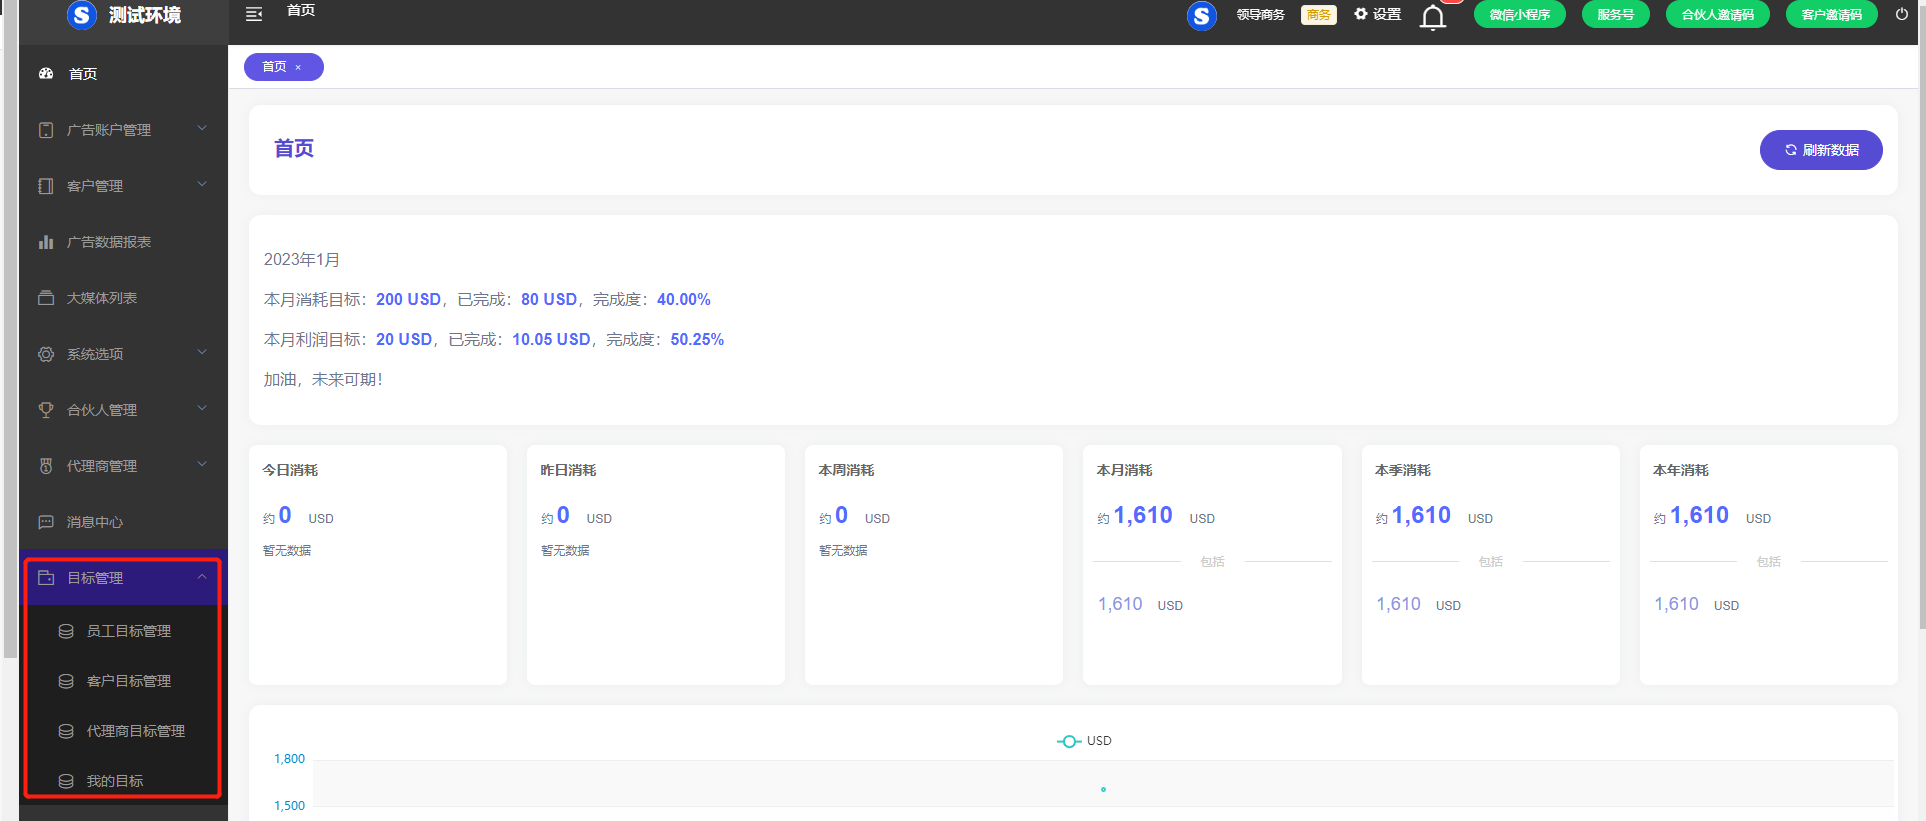 S 测试环境
首页
S 领导商务 商务 设置 微信小程序 服务号 合伙人邀请码 客户邀请码
首页 ×
首页
广告账户管理
客户管理
广告数据报表
大媒体列表
系统选项
合伙人管理
代理商管理
消息中心
目标管理
员工目标管理
客户目标管理
代理商目标管理
我的目标
首页
刷新数据
2023年1月
本月消耗目标：200 USD，已完成：80 USD，完成度：40.00%
本月利润目标：20 USD，已完成：10.05 USD，完成度：50.25%
加油，未来可期！
今日消耗
约 0 USD
暂无数据
昨日消耗
约 0 USD
暂无数据
本周消耗
约 0 USD
暂无数据
本月消耗
约 1,610 USD
包括
1,610 USD
本季消耗
约 1,610 USD
包括
1,610 USD
本年消耗
约 1,610 USD
包括
1,610 USD
USD
1,800
1,500